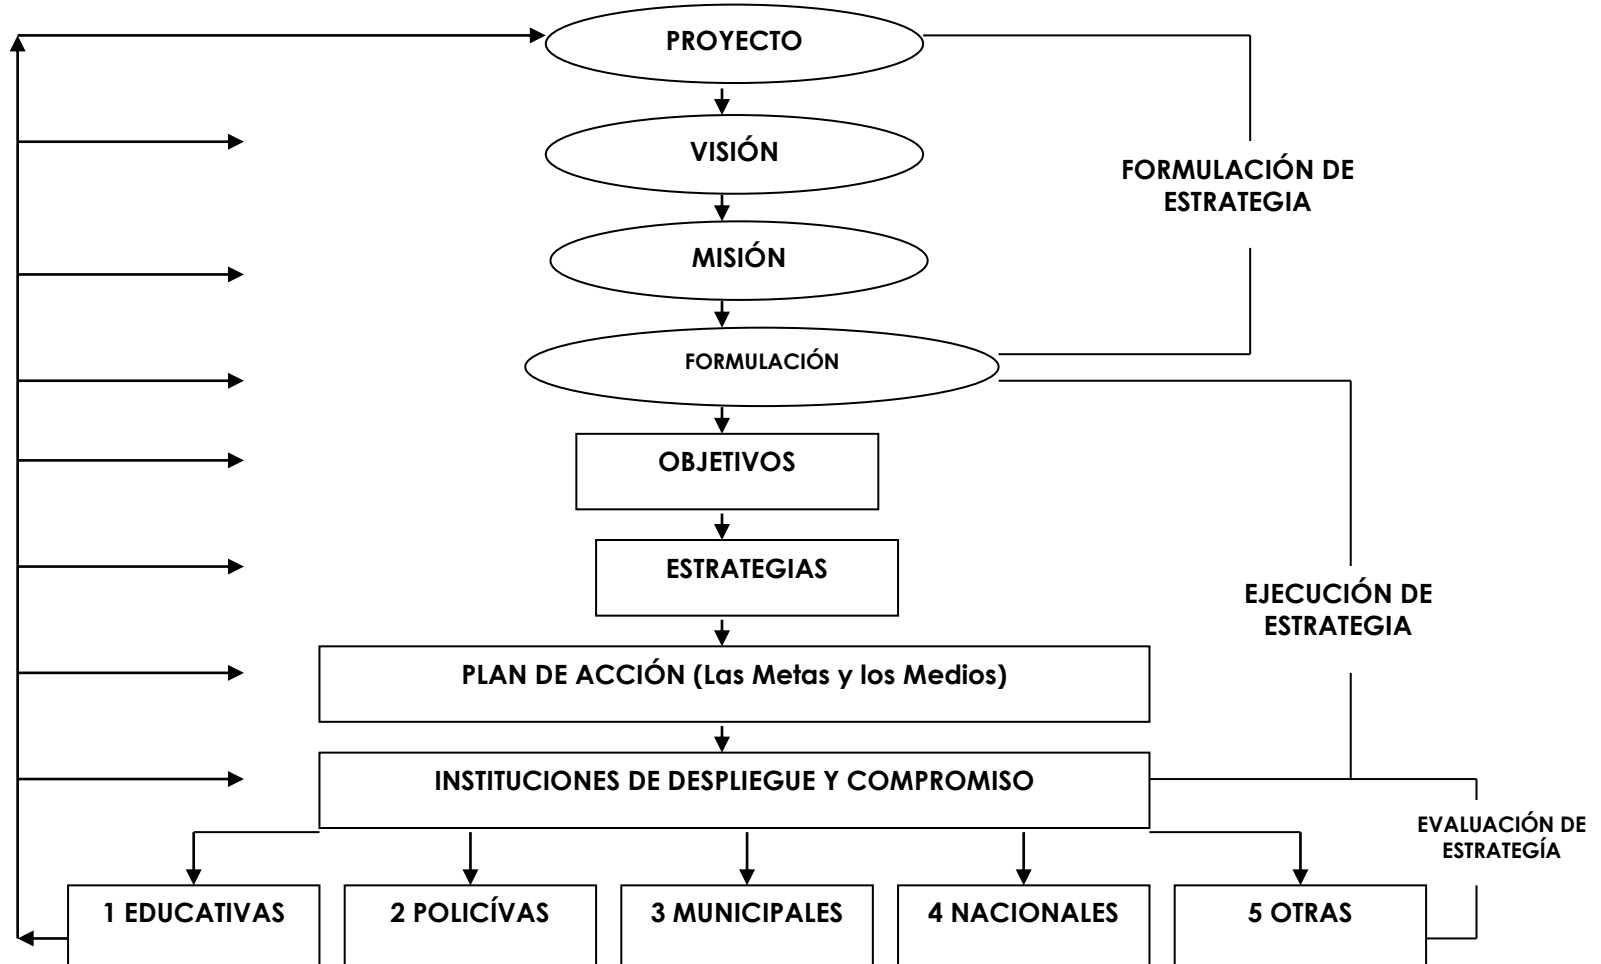 PROYECTO
VISIÓN
FORMULACIÓN DE
ESTRATEGIA
MISIÓN
FORMULACIÓN
OBJETIVOS
ESTRATEGIAS
EJECUCIÓN DE
ESTRATEGIA
PLAN DE ACCIÓN (Las Metas y los Medios)
INSTITUCIONES DE DESPLIEGUE Y COMPROMISO
EVALUACIÓN DE
ESTRATEGÍA
1 EDUCATIVAS
2 POLICÍVAS
3 MUNICIPALES
4 NACIONALES
5 OTRAS